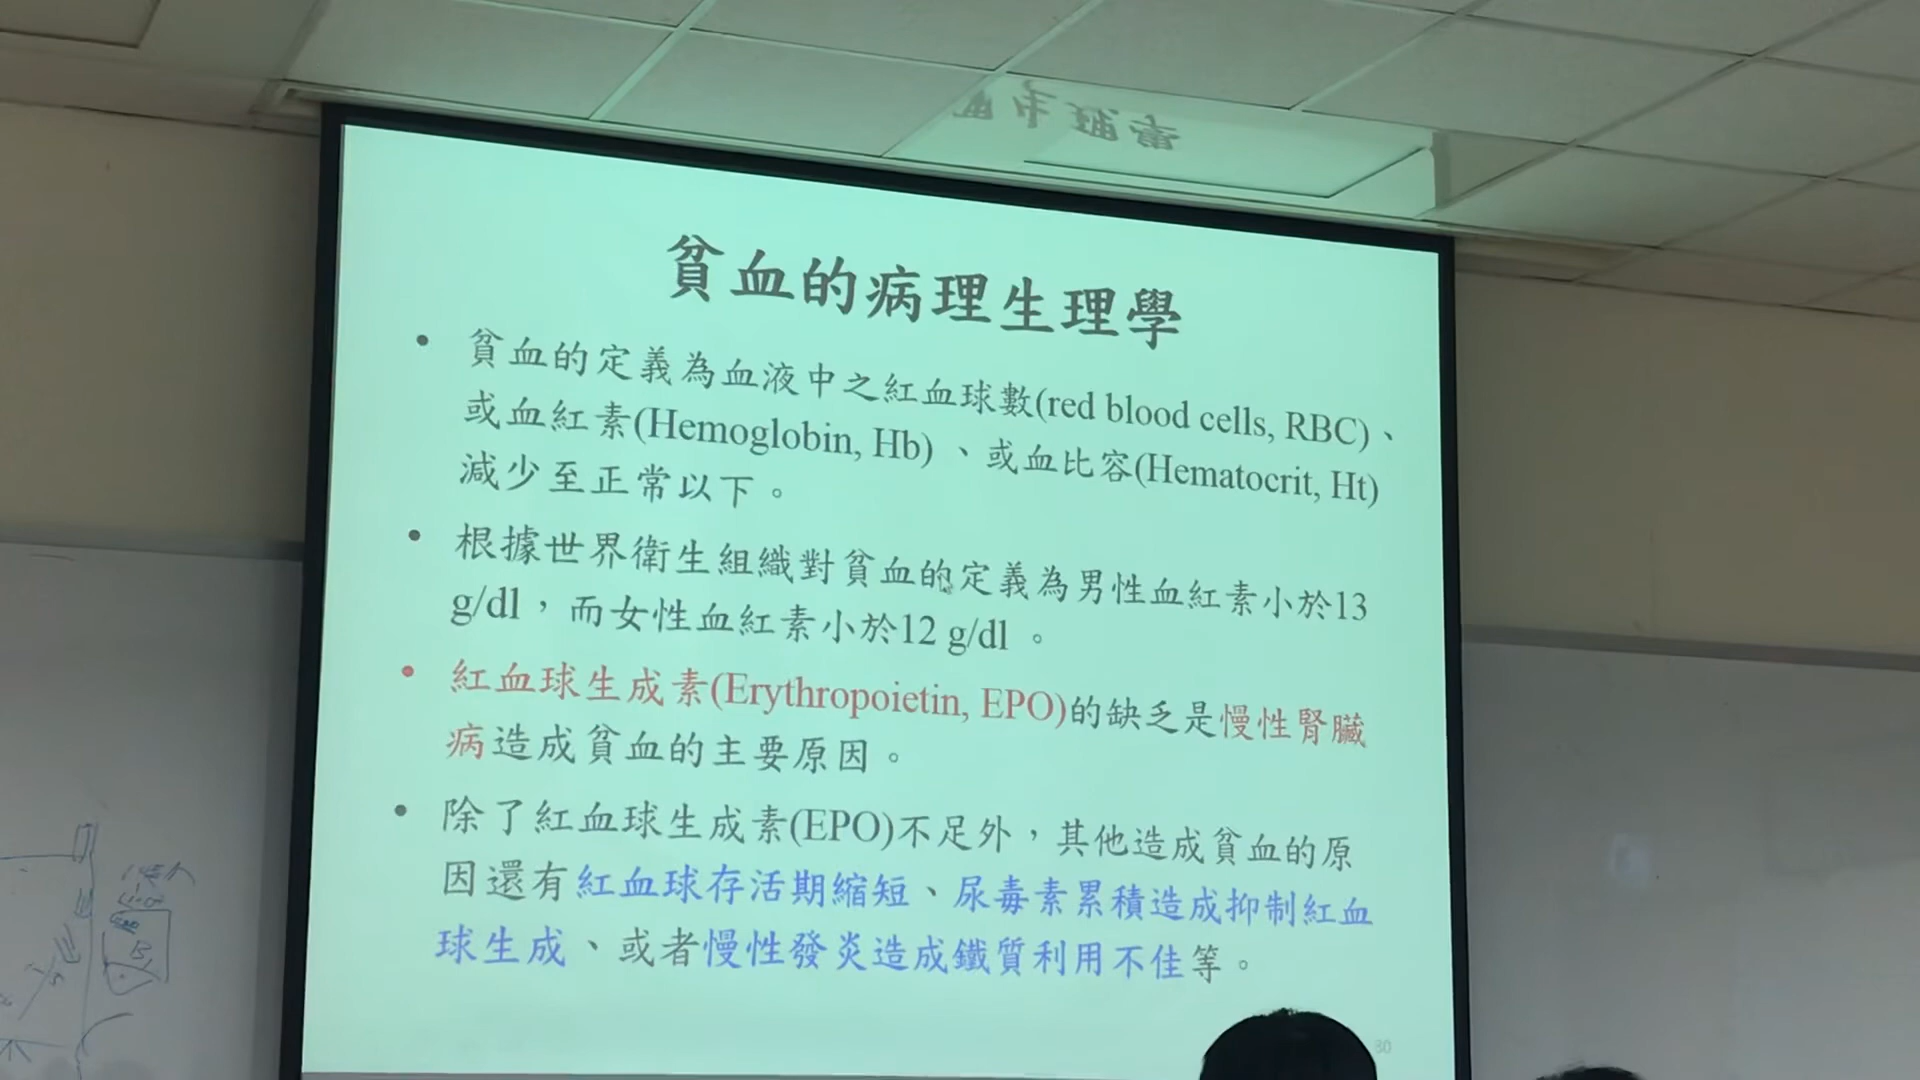 貧血的病理生理學
• 貧血的定義為血液中之紅血球數(red blood cells, RBC)、
或血紅素(Hemoglobin, Hb) 、或血比容(Hematocrit, Ht)
減少至正常以下。
• 根據世界衛生組織對貧血的定義為男性血紅素小於13
g/dl，而女性血紅素小於12 g/dl 。
• 紅血球生成素(Erythropoietin, EPO)的缺乏是慢性腎臟
病造成貧血的主要原因。
• 除了紅血球生成素(EPO)不足外，其他造成貧血的原
因還有紅血球存活期縮短、尿毒素累積造成抑制紅血
球生成、或者慢性發炎造成鐵質利用不佳等。
30